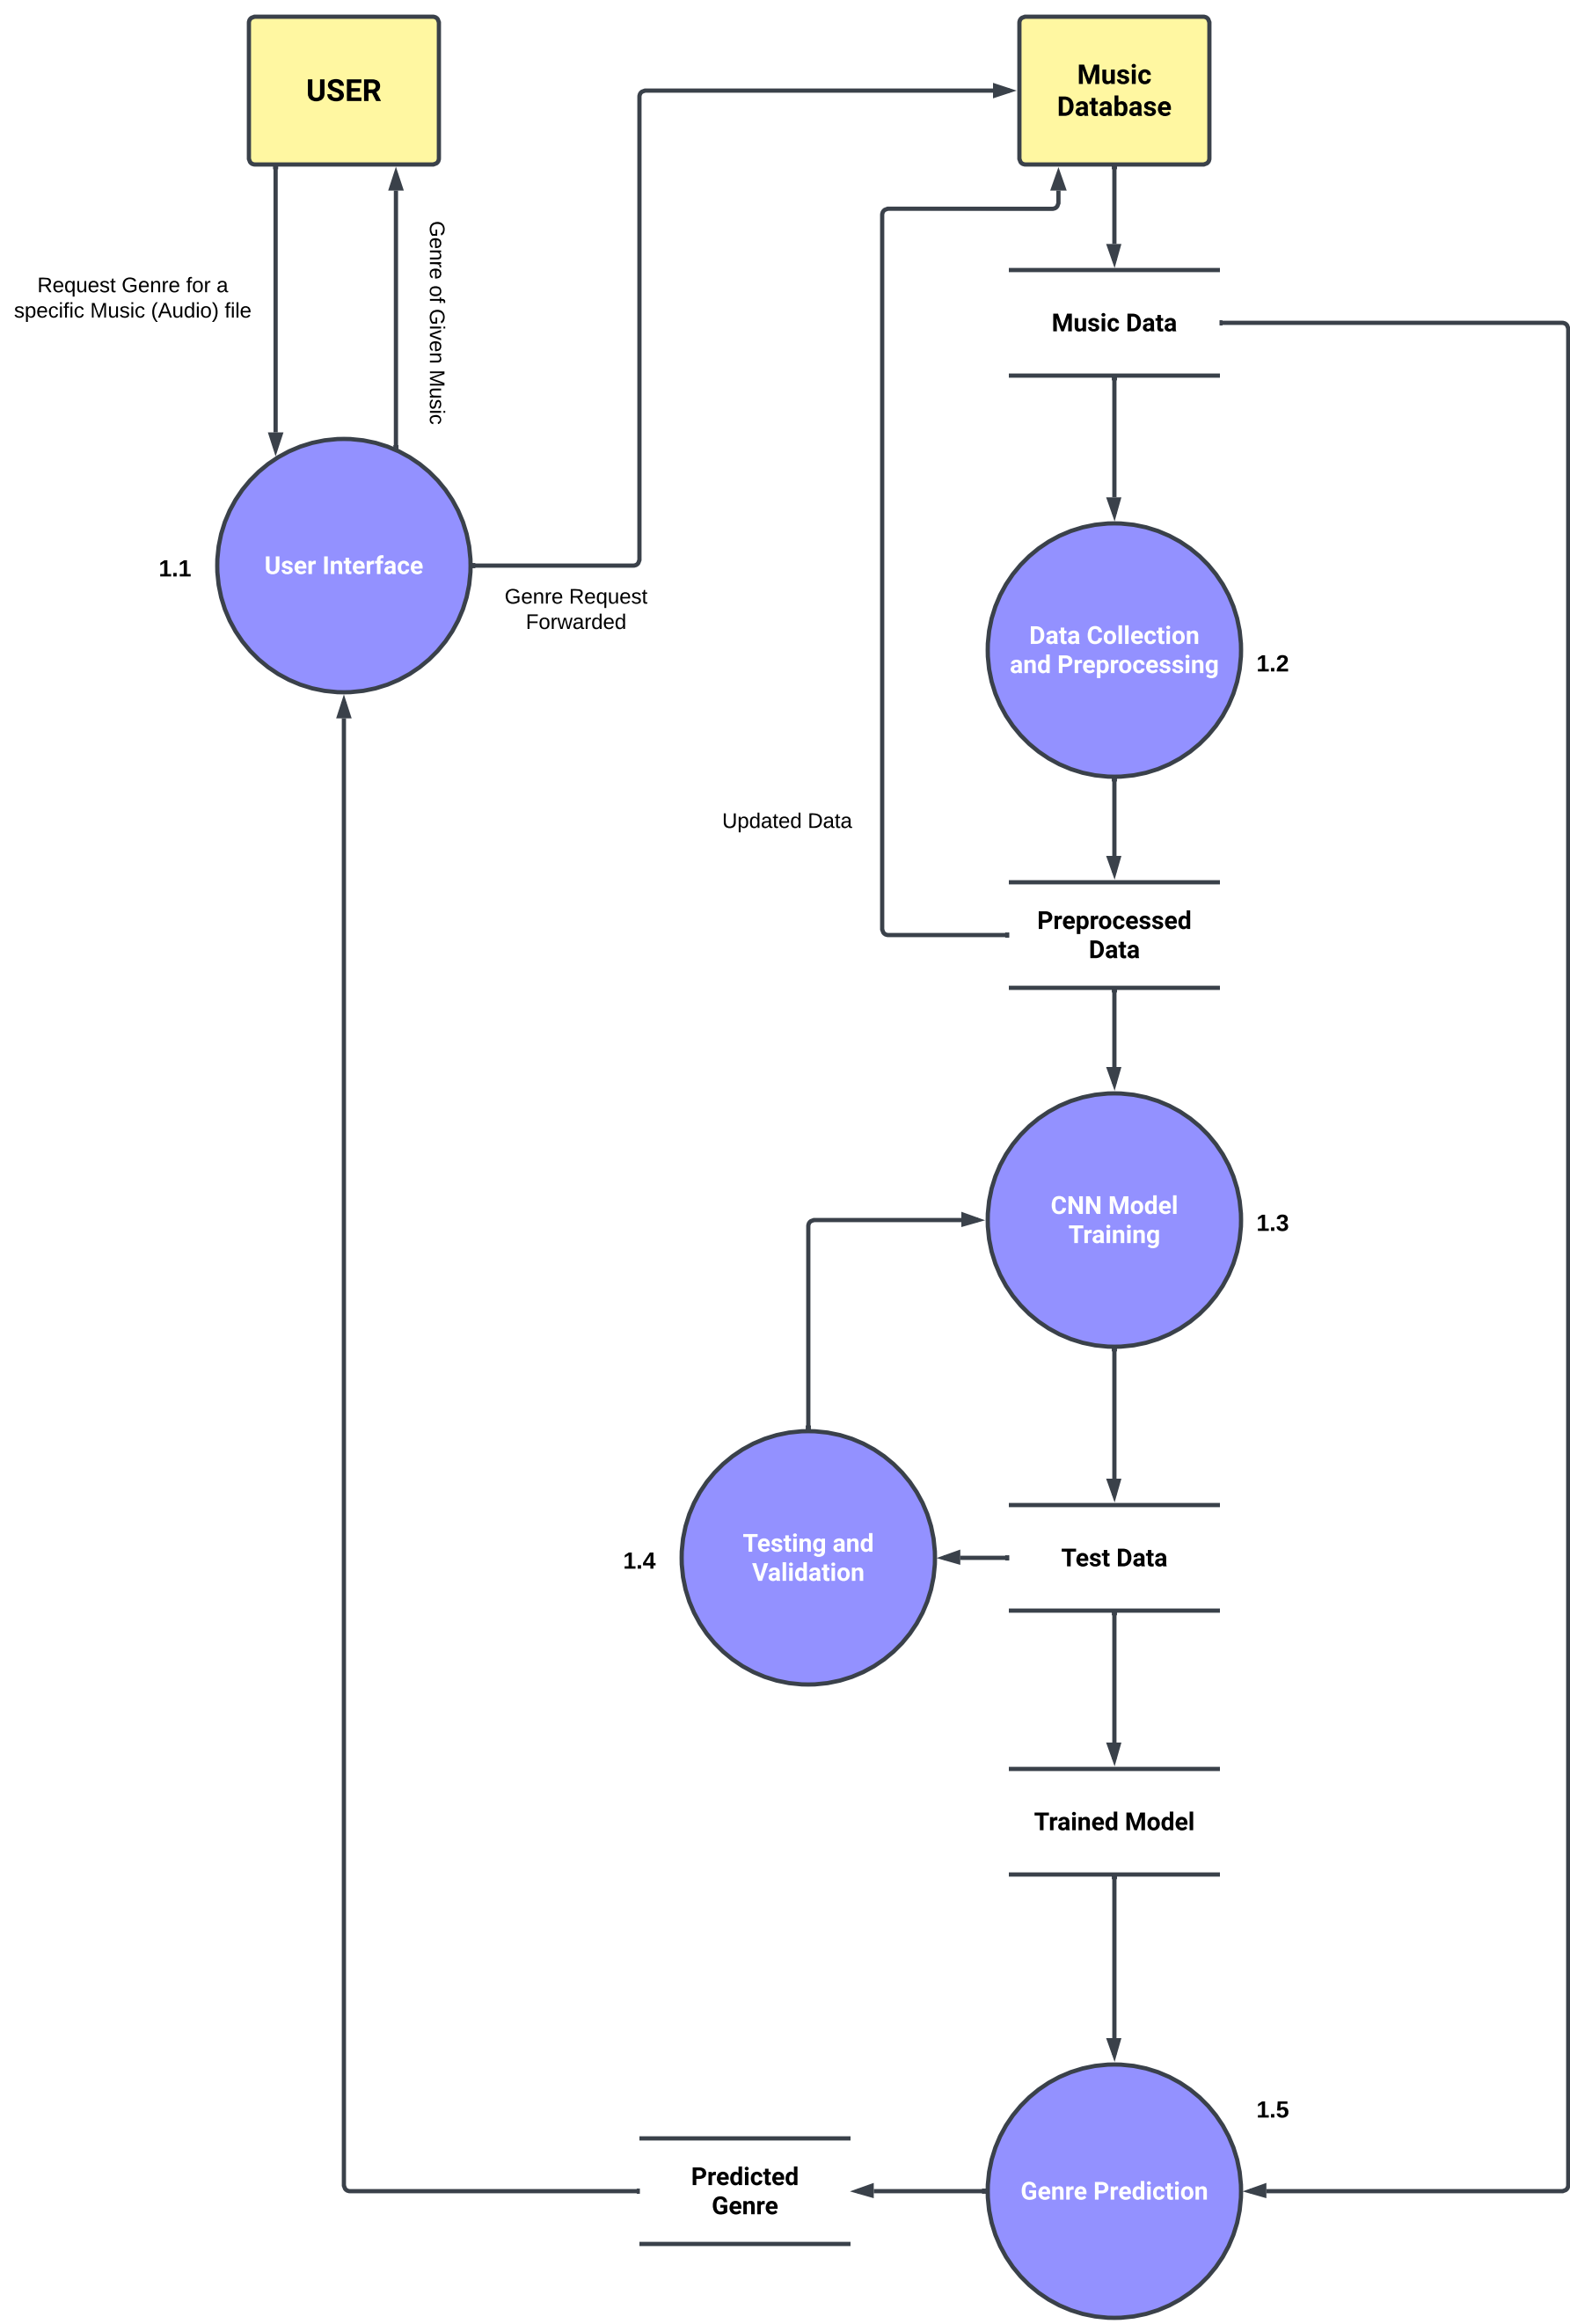 USER
Music
Database
Request Genre for a
specific Music (Audio) file
Genre of Given Music
Music Data
1.1
User Interface
Genre Request
Forwarded
Data Collection
and Preprocessing
1.2
Updated Data
Preprocessed
Data
CNN Model
Training
1.3
1.4
Testing and
Validation
Test Data
Trained Model
1.5
Predicted
Genre
Genre Prediction